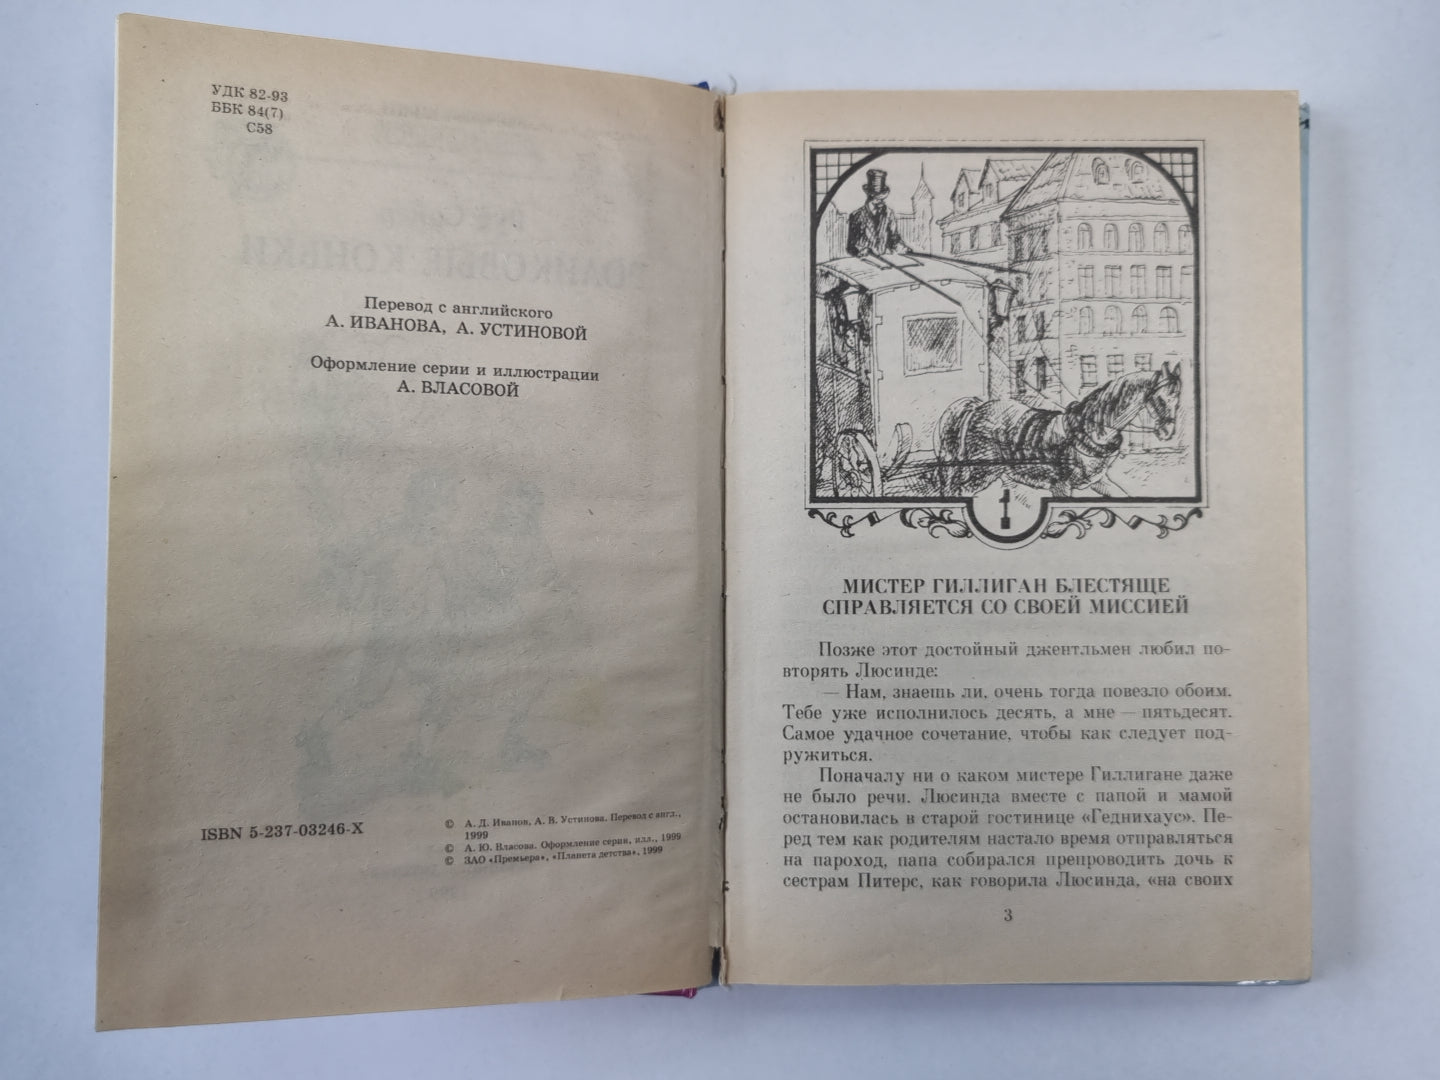 УДК 82-93
ББК 84(7)
С58
Перевод с английского
А. ИВАНОВА, А. УСТИНОВОЙ
Оформление серии и иллюстрации
А. ВЛАСОВОЙ
ISBN 5-237-03246-X
© А. Д. Иванов, А. В. Устинова. Перевод с англ.,
1999
© А. Ю. Власова. Оформление серии, илл., 1999
© ЗАО «Премьера», «Планета детства», 1999
1
МИСТЕР ГИЛЛИГАН БЛЕСТЯЩЕ
СПРАВЛЯЕТСЯ СО СВОЕЙ МИССИЕЙ
Позже этот достойный джентльмен любил по-
вторять Люсинде:
— Нам, знаешь ли, очень тогда повезло обоим.
Тебе уже исполнилось десять, а мне — пятьдесят.
Самое удачное сочетание, чтобы как следует под-
ружиться.
Поначалу ни о каком мистере Гиллигане даже
не было речи. Люсинда вместе с папой и мамой
остановилась в старой гостинице «Геднихаус». Пе-
ред тем как родителям настало время отправляться
на пароход, папа собирался препроводить дочь к
сестрам Питерс, как говорила Люсинда, «на своих
3